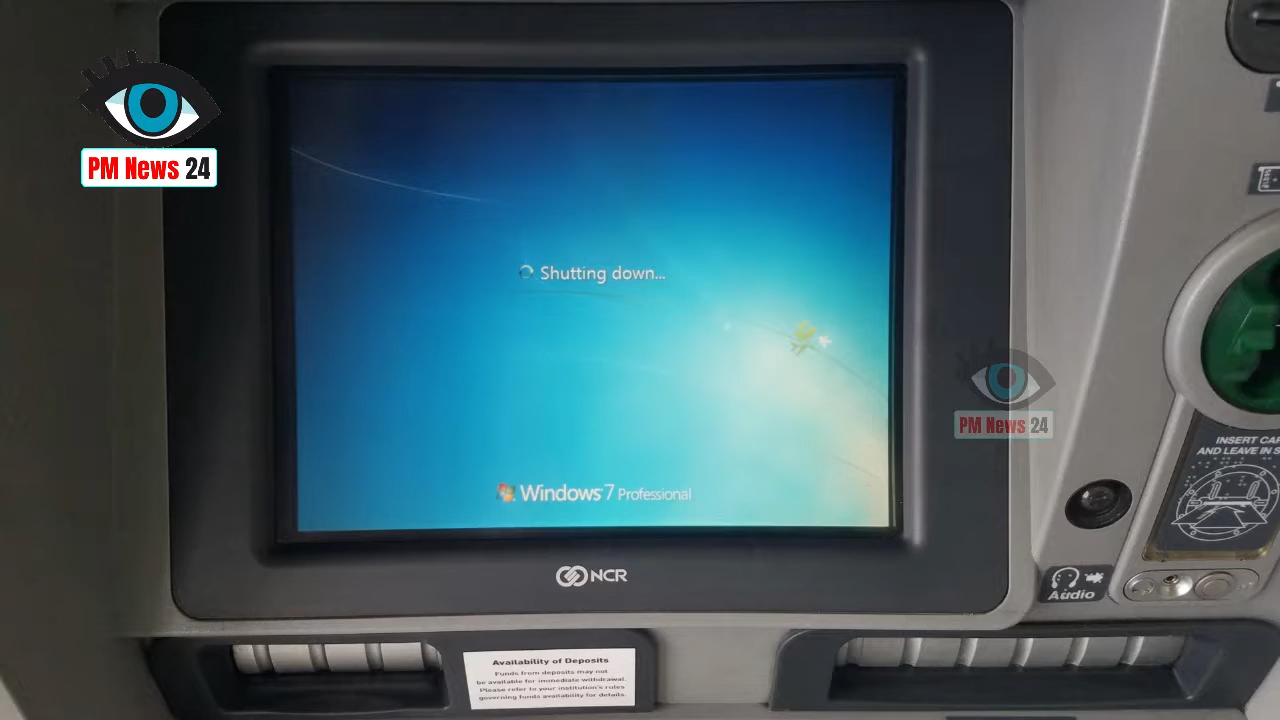 PM News 24
Shutting down...
Windows 7 Professional
PM News 24
NCR
INSERT CAR
AND LEAVE IN S
Audio
Availability of Deposits
Funds from deposits may not
be available for immediate withdrawal.
Please refer to your institution's rules
governing funds availability for details.